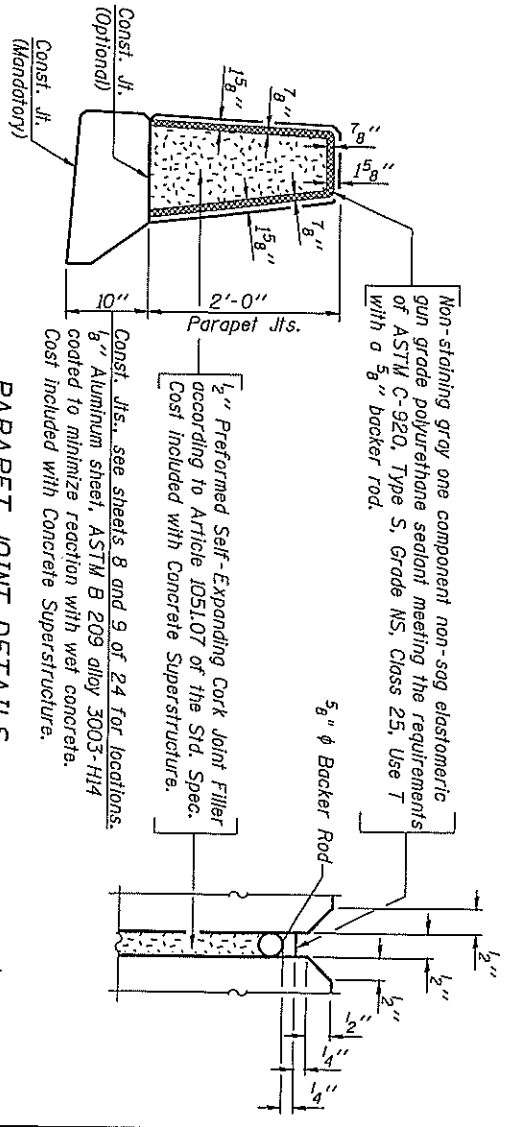 Non-staining gray one component non-sag elastomeric
gun grade polyurethane sealant meeting the requirements
of ASTM C-920, Type S, Grade NS, Class 25, Use T
with a 5/8" backer rod.
7/8"
1 5/8"
7/8"
1 5/8"
7/8"
1 5/8"
Const. Jt.
(Optional)
Const. Jt.
(Mandatory)
2'-0"
Parapet Jts.
10"
1/2" Preformed Self-Expanding Cork Joint Filler
according to Article 1051.07 of the Std. Spec.
Cost included with Concrete Superstructure.
Const. Jts., see sheets 8 and 9 of 24 for locations.
1/8" Aluminum sheet, ASTM B 209 alloy 3003-H14
coated to minimize reaction with wet concrete.
Cost included with Concrete Superstructure.
5/8" ϕ Backer Rod
1/2"
1/2"
1/2"
1/2"
1/4"
1/4"
PARAPET JOINT DETAILS